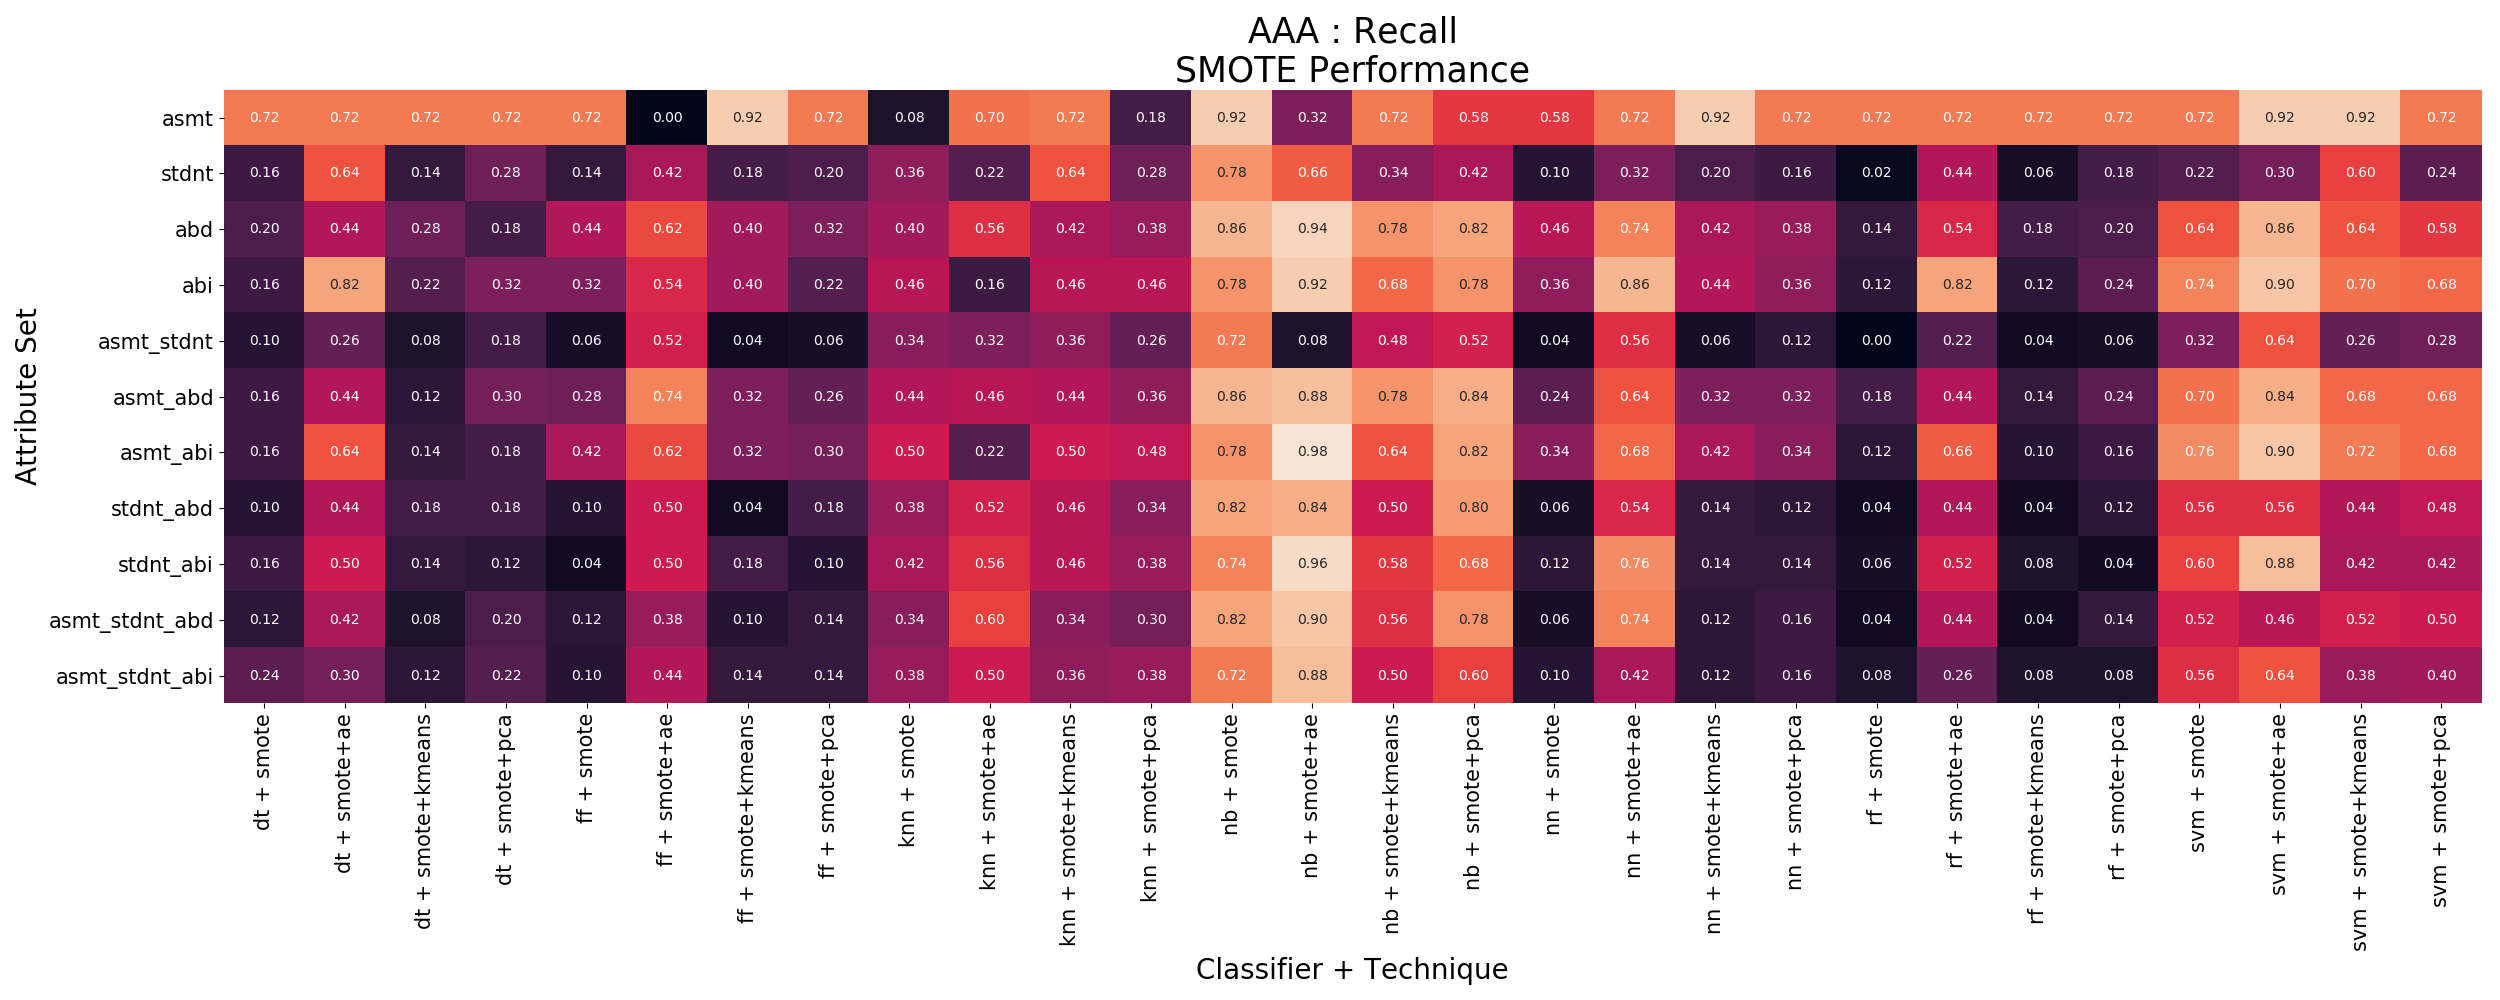 AAA : Recall
SMOTE Performance
Attribute Set
asmt 0.72 0.72 0.72 0.72 0.72 0.00 0.92 0.72 0.08 0.70 0.72 0.18 0.92 0.32 0.72 0.58 0.58 0.72 0.92 0.72 0.72 0.72 0.72 0.72 0.72 0.92 0.92 0.72
stdnt 0.16 0.64 0.14 0.28 0.14 0.42 0.18 0.20 0.36 0.22 0.64 0.28 0.78 0.66 0.34 0.42 0.10 0.32 0.20 0.16 0.02 0.44 0.06 0.18 0.22 0.30 0.60 0.24
abd 0.20 0.44 0.28 0.18 0.44 0.62 0.40 0.32 0.40 0.56 0.42 0.38 0.86 0.94 0.78 0.82 0.46 0.74 0.42 0.38 0.14 0.54 0.18 0.20 0.64 0.86 0.64 0.58
abi 0.16 0.82 0.22 0.32 0.32 0.54 0.40 0.22 0.46 0.16 0.46 0.46 0.78 0.92 0.68 0.78 0.36 0.86 0.44 0.36 0.12 0.82 0.12 0.24 0.74 0.90 0.70 0.68
asmt_stdnt 0.10 0.26 0.08 0.18 0.06 0.52 0.04 0.06 0.34 0.32 0.36 0.26 0.72 0.08 0.48 0.52 0.04 0.56 0.06 0.12 0.00 0.22 0.04 0.06 0.32 0.64 0.26 0.28
asmt_abd 0.16 0.44 0.12 0.30 0.28 0.74 0.32 0.26 0.44 0.46 0.44 0.36 0.86 0.88 0.78 0.84 0.24 0.64 0.32 0.32 0.18 0.44 0.14 0.24 0.70 0.84 0.68 0.68
asmt_abi 0.16 0.64 0.14 0.18 0.42 0.62 0.32 0.30 0.50 0.22 0.50 0.48 0.78 0.98 0.64 0.82 0.34 0.68 0.42 0.34 0.12 0.66 0.10 0.16 0.76 0.90 0.72 0.68
stdnt_abd 0.10 0.44 0.18 0.18 0.10 0.50 0.04 0.18 0.38 0.52 0.46 0.34 0.82 0.84 0.50 0.80 0.06 0.54 0.14 0.12 0.04 0.44 0.04 0.12 0.56 0.56 0.44 0.48
stdnt_abi 0.16 0.50 0.14 0.12 0.04 0.50 0.18 0.10 0.42 0.56 0.46 0.38 0.74 0.96 0.58 0.68 0.12 0.76 0.14 0.14 0.06 0.52 0.08 0.04 0.60 0.88 0.42 0.42
asmt_stdnt_abd 0.12 0.42 0.08 0.20 0.12 0.38 0.10 0.14 0.34 0.60 0.34 0.30 0.82 0.90 0.56 0.78 0.06 0.74 0.12 0.16 0.04 0.44 0.04 0.14 0.52 0.46 0.52 0.50
asmt_stdnt_abi 0.24 0.30 0.12 0.22 0.10 0.44 0.14 0.14 0.38 0.50 0.36 0.38 0.72 0.88 0.50 0.60 0.10 0.42 0.12 0.16 0.08 0.26 0.08 0.08 0.56 0.64 0.38 0.40
dt + smote
dt + smote+ae
dt + smote+kmeans
dt + smote+pca
ff + smote
ff + smote+ae
ff + smote+kmeans
ff + smote+pca
knn + smote
knn + smote+ae
knn + smote+kmeans
knn + smote+pca
nb + smote
nb + smote+ae
nb + smote+kmeans
nb + smote+pca
nn + smote
nn + smote+ae
nn + smote+kmeans
nn + smote+pca
rf + smote
rf + smote+ae
rf + smote+kmeans
rf + smote+pca
svm + smote
svm + smote+ae
svm + smote+kmeans
svm + smote+pca
Classifier + Technique